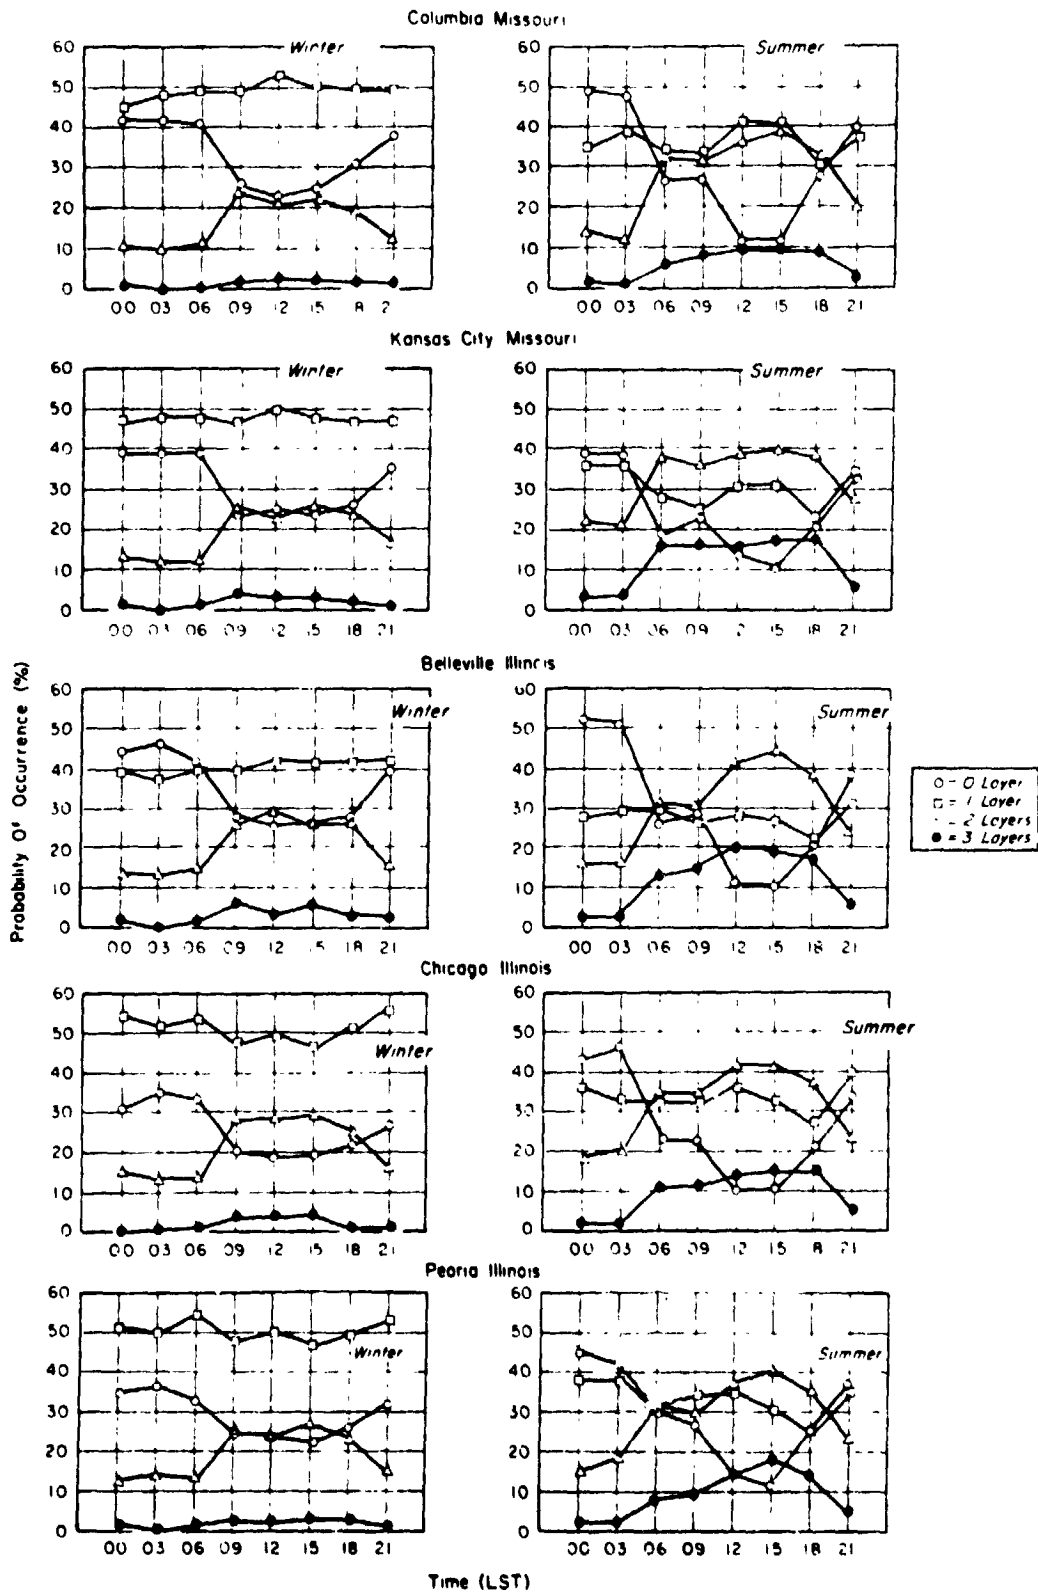 Columbia Missouri
Winter
Summer
60
50
40
30
20
10
0
00 03 06 09 12 15 18 21
60
50
40
30
20
10
0
00 03 06 09 12 15 18 21
Kansas City Missouri
Winter
Summer
60
50
40
30
20
10
0
00 03 06 09 12 15 18 21
60
50
40
30
20
10
0
00 03 06 09 12 15 18 21
Belleville Illinois
Winter
Summer
60
50
40
30
20
10
0
00 03 06 09 12 15 18 21
60
50
40
30
20
10
0
00 03 06 09 12 15 18 21
Probability Of Occurrence (%)
○ = 0 Layer
□ = 1 Layer
= 2 Layers
● = 3 Layers
Chicago Illinois
Winter
Summer
60
50
40
30
20
10
0
00 03 06 09 12 15 18 21
60
50
40
30
20
10
0
00 03 06 09 12 15 18 21
Peoria Illinois
Winter
Summer
60
50
40
30
20
10
0
00 03 06 09 12 15 18 21
60
50
40
30
20
10
0
00 03 06 09 12 15 18 21
Time (LST)